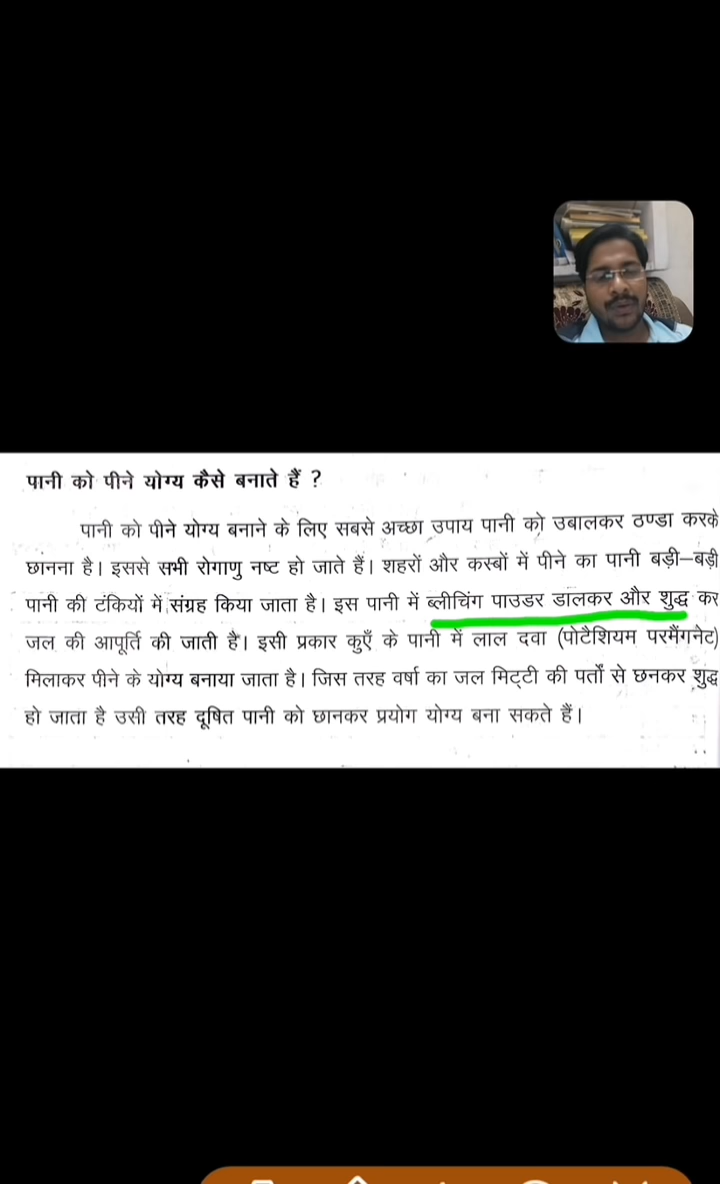 पानी को पीने योग्य कैसे बनाते हैं ?
पानी को पीने योग्य बनाने के लिए सबसे अच्छा उपाय पानी को उबालकर ठण्डा करके
छानना है। इससे सभी रोगाणु नष्ट हो जाते हैं। शहरों और कस्बों में पीने का पानी बड़ी–बड़ी
पानी की टंकियों में संग्रह किया जाता है। इस पानी में ब्लीचिंग पाउडर डालकर और शुद्ध कर
जल की आपूर्ति की जाती है। इसी प्रकार कुएँ के पानी में लाल दवा (पोटैशियम परमैंगनेट)
मिलाकर पीने के योग्य बनाया जाता है। जिस तरह वर्षा का जल मिट्टी की पर्तों से छनकर शुद्ध
हो जाता है उसी तरह दूषित पानी को छानकर प्रयोग योग्य बना सकते हैं।